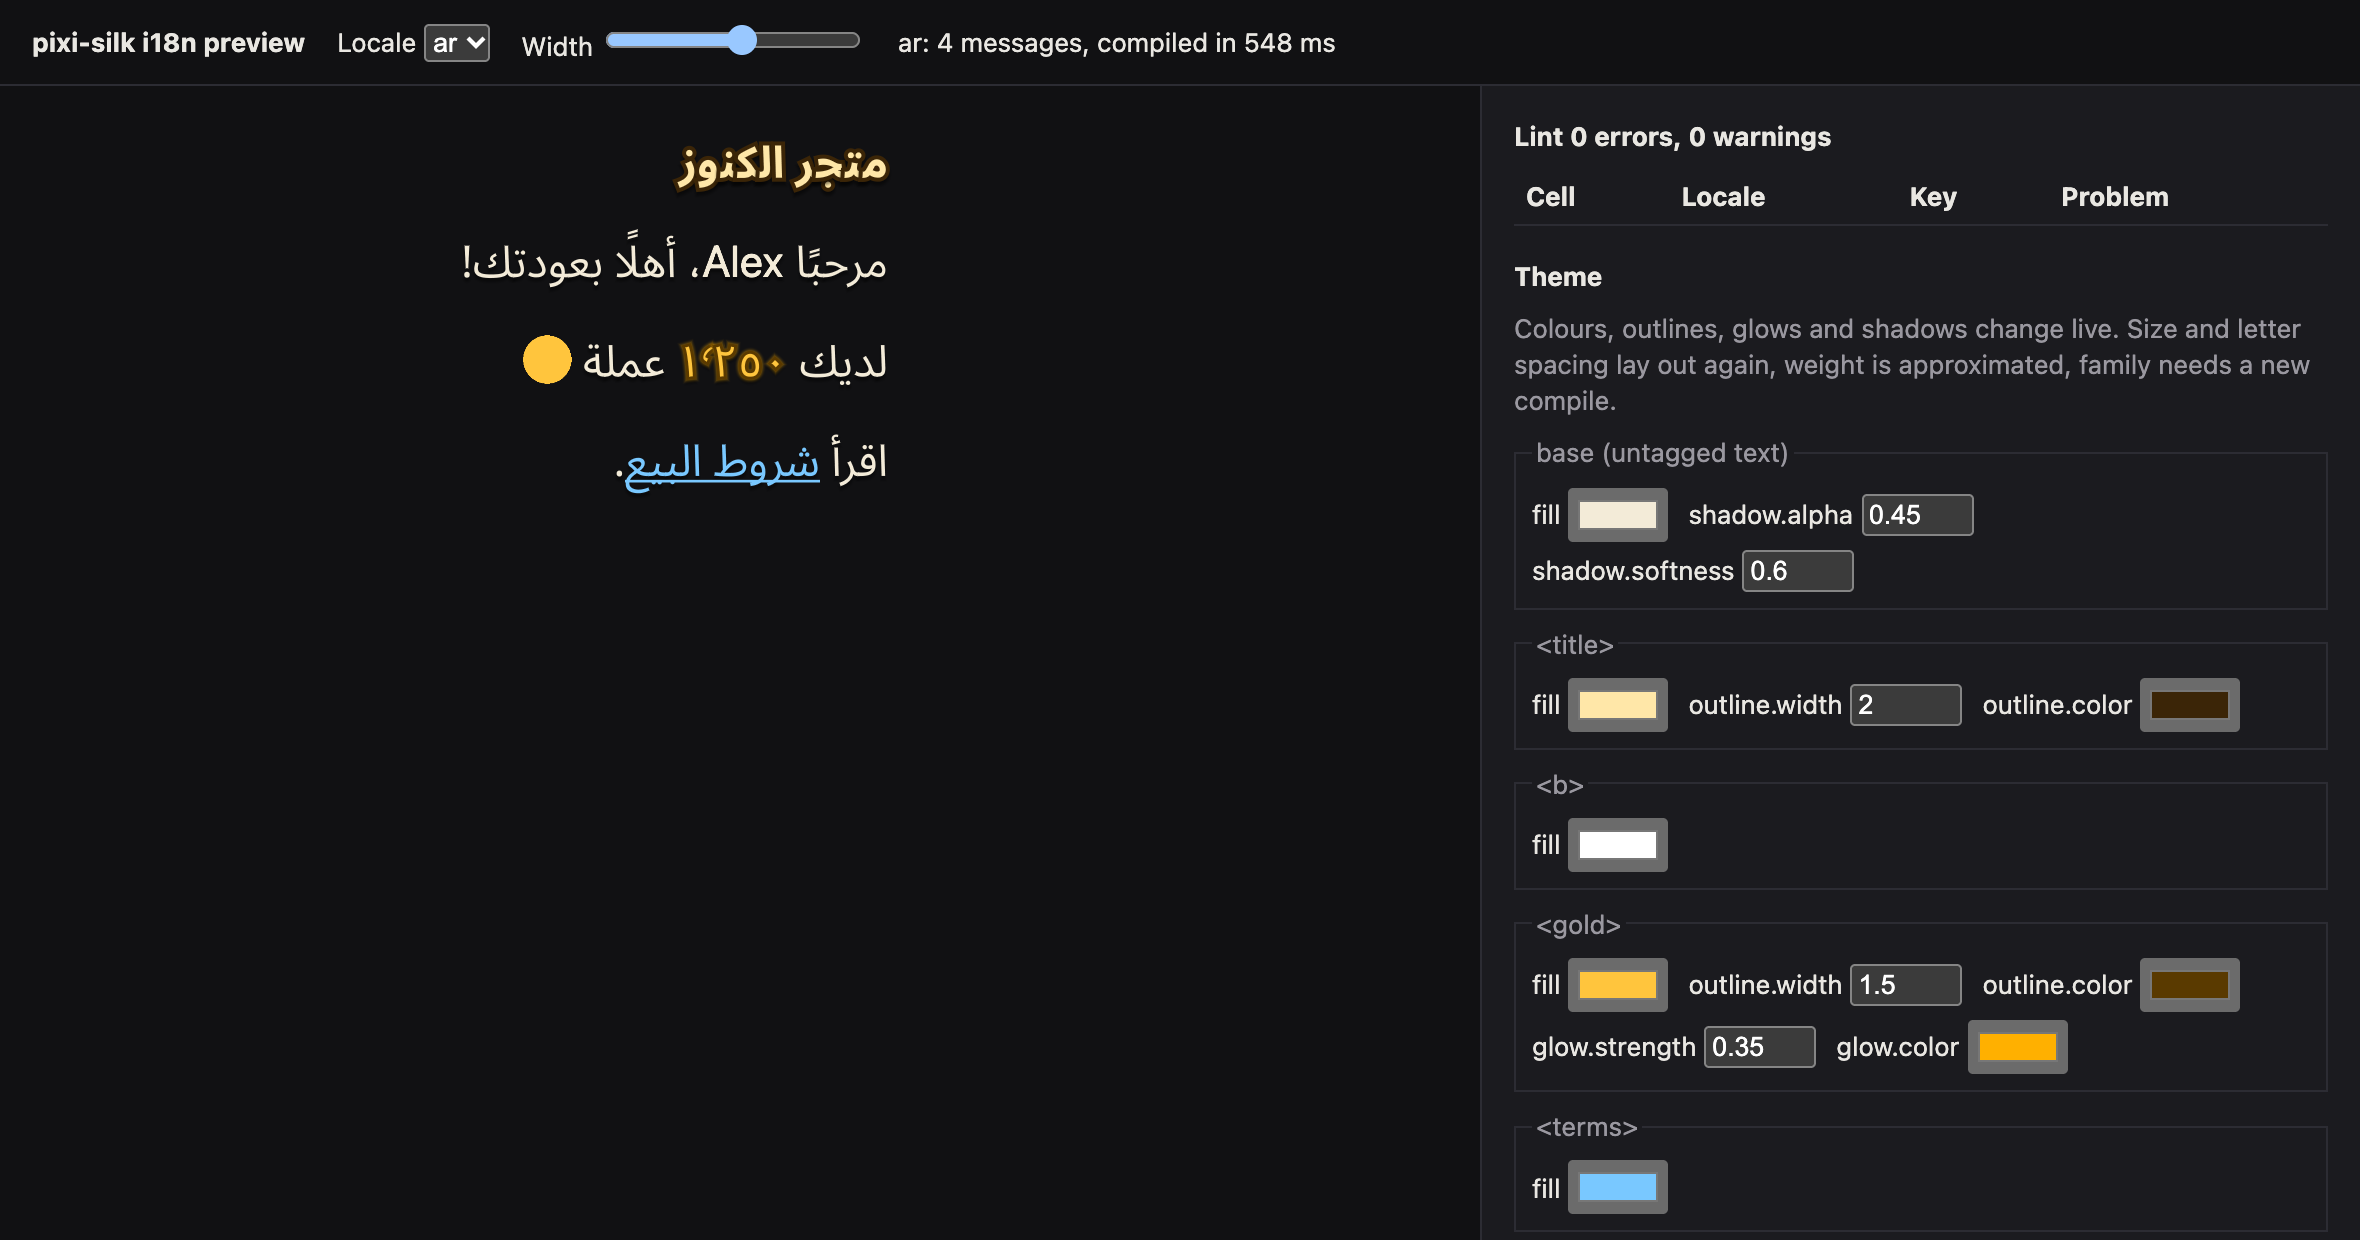 pixi-silk i18n preview Locale ar Width ar: 4 messages, compiled in 548 ms
متجر الكنوز
مرحبًا Alex، أهلًا بعودتك!
لديك ١٬٢٥٠ عملة
اقرأ شروط البيع.
Lint 0 errors, 0 warnings
Cell Locale Key Problem
Theme
Colours, outlines, glows and shadows change live. Size and letter
spacing lay out again, weight is approximated, family needs a new
compile.
base (untagged text)
fill shadow.alpha 0.45
shadow.softness 0.6
<title>
fill outline.width 2 outline.color
<b>
fill
<gold>
fill outline.width 1.5 outline.color
glow.strength 0.35 glow.color
<terms>
fill